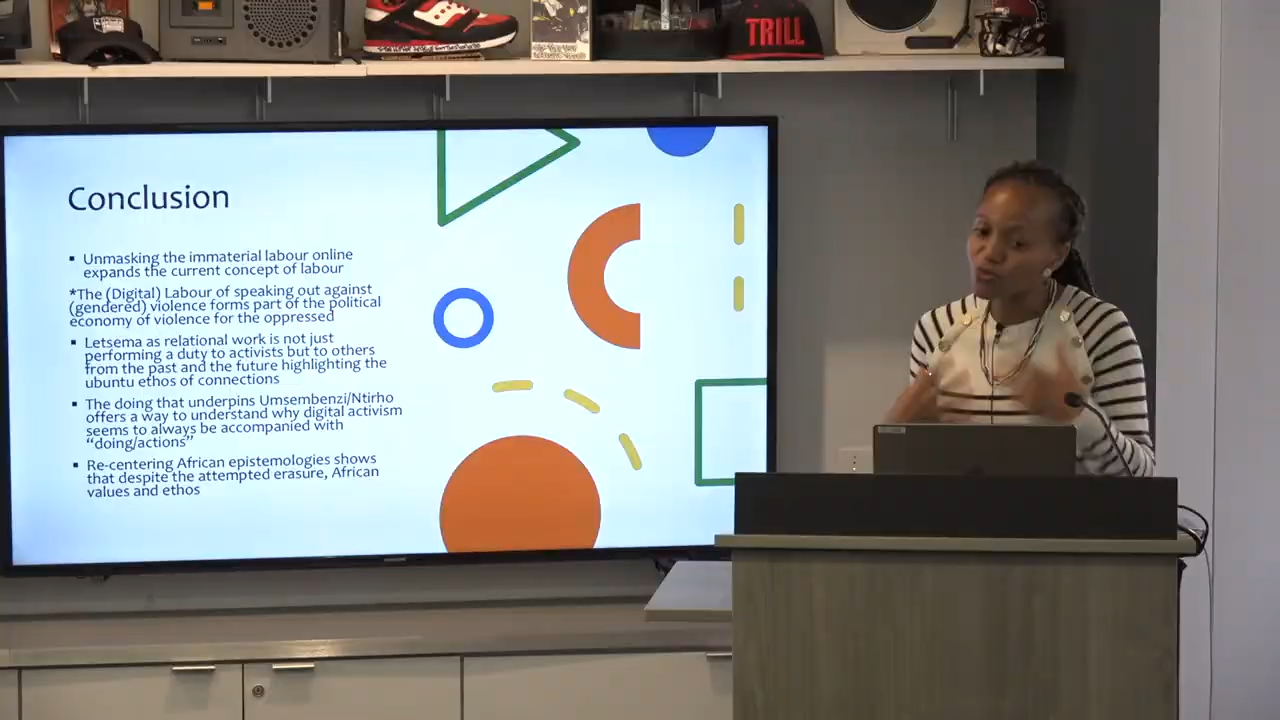 TRILL
Conclusion
▪ Unmasking the immaterial labour online
expands the current concept of labour
*The (Digital) Labour of speaking out against
(gendered) violence forms part of the political
economy of violence for the oppressed
▪ Letsema as relational work is not just
performing a duty to activists but to others
from the past and the future highlighting the
ubuntu ethos of connections
▪ The doing that underpins Umsembenzi/Ntirho
offers a way to understand why digital activism
seems to always be accompanied with
“doing/actions”
▪ Re-centering African epistemologies shows
that despite the attempted erasure, African
values and ethos